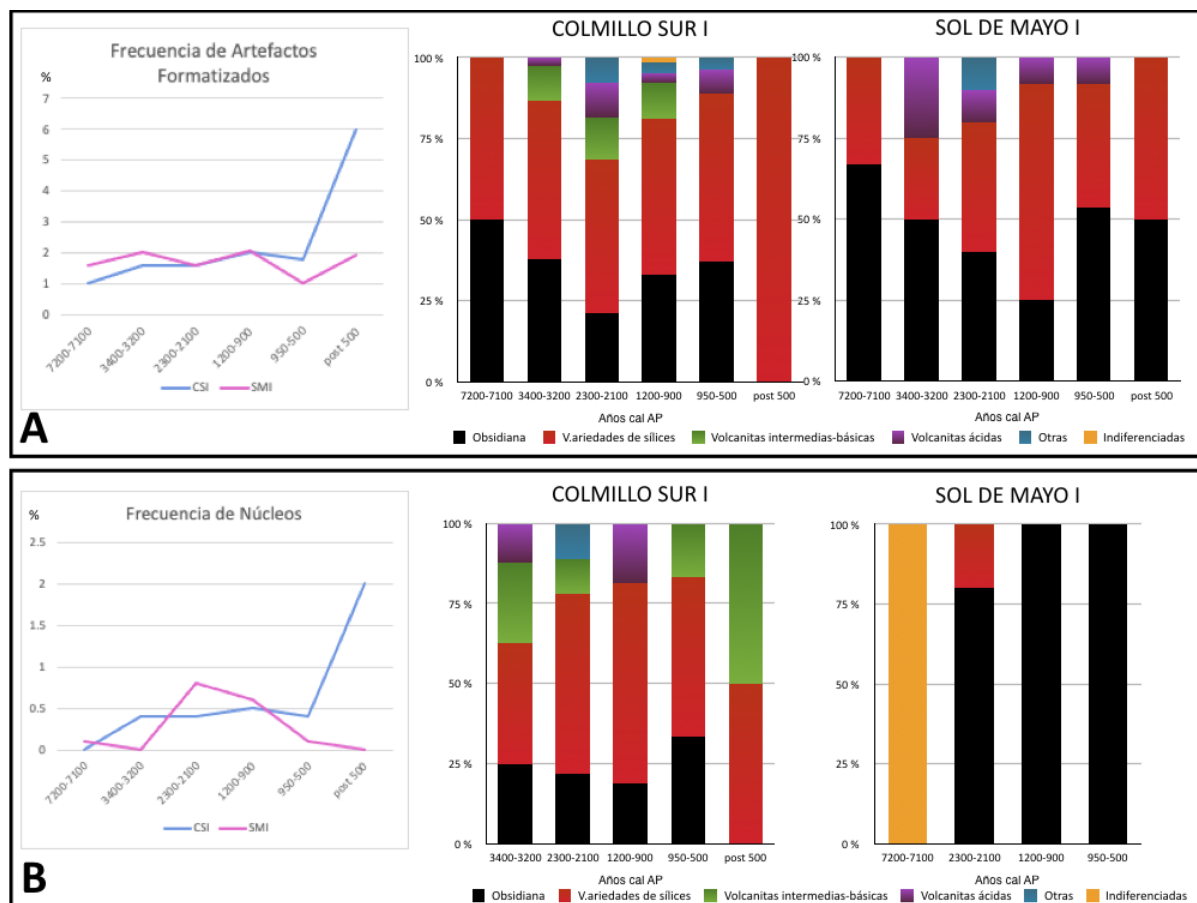 Frecuencia de Artefactos
Formatizados
%
7
6
5
4
3
2
1
0
7200-7100
3400-3200
2300-2100
1200-900
950-500
post 500
CSI
SMI
A
COLMILLO SUR I
100 %
75 %
50 %
25 %
0 %
7200-7100 3400-3200 2300-2100 1200-900 950-500 post 500
Años cal AP
SOL DE MAYO I
100 %
75 %
50 %
25 %
0 %
7200-7100 3400-3200 2300-2100 1200-900 950-500 post 500
Años cal AP
Obsidiana V.ariedades de sílices Volcanitas intermedias-básicas Volcanitas ácidas Otras Indiferenciadas
Frecuencia de Núcleos
%
2.5
2
1.5
1
0.5
0
7200-7100
3400-3200
2300-2100
1200-900
950-500
post 500
CSI
SMI
B
COLMILLO SUR I
100 %
75 %
50 %
25 %
0 %
3400-3200 2300-2100 1200-900 950-500 post 500
Años cal AP
SOL DE MAYO I
100 %
75 %
50 %
25 %
0 %
7200-7100 2300-2100 1200-900 950-500
Años cal AP
Obsidiana V.ariedades de sílices Volcanitas intermedias-básicas Volcanitas ácidas Otras Indiferenciadas